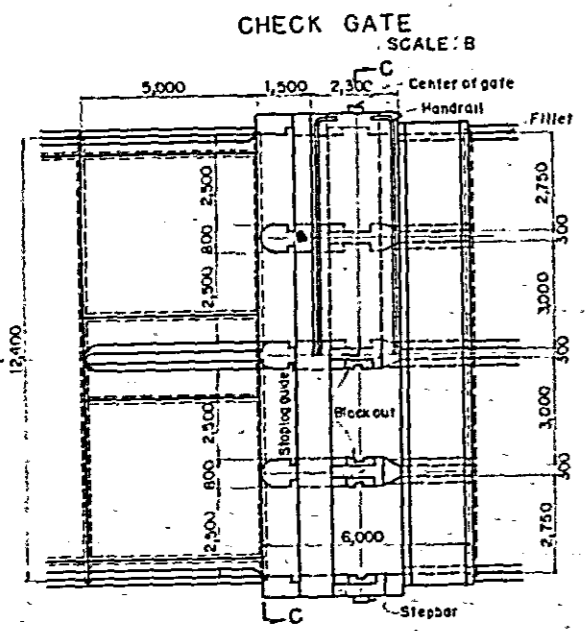 CHECK GATE
SCALE: B
C
5,000
1,500
2,300
Center of gate
Handrail
Fillet
12,400
2,500
800
2,500
2,500
800
2,500
2,750
300
3,000
300
3,000
300
2,750
Stoplog guide
Block out
6,000
C
Stepbar